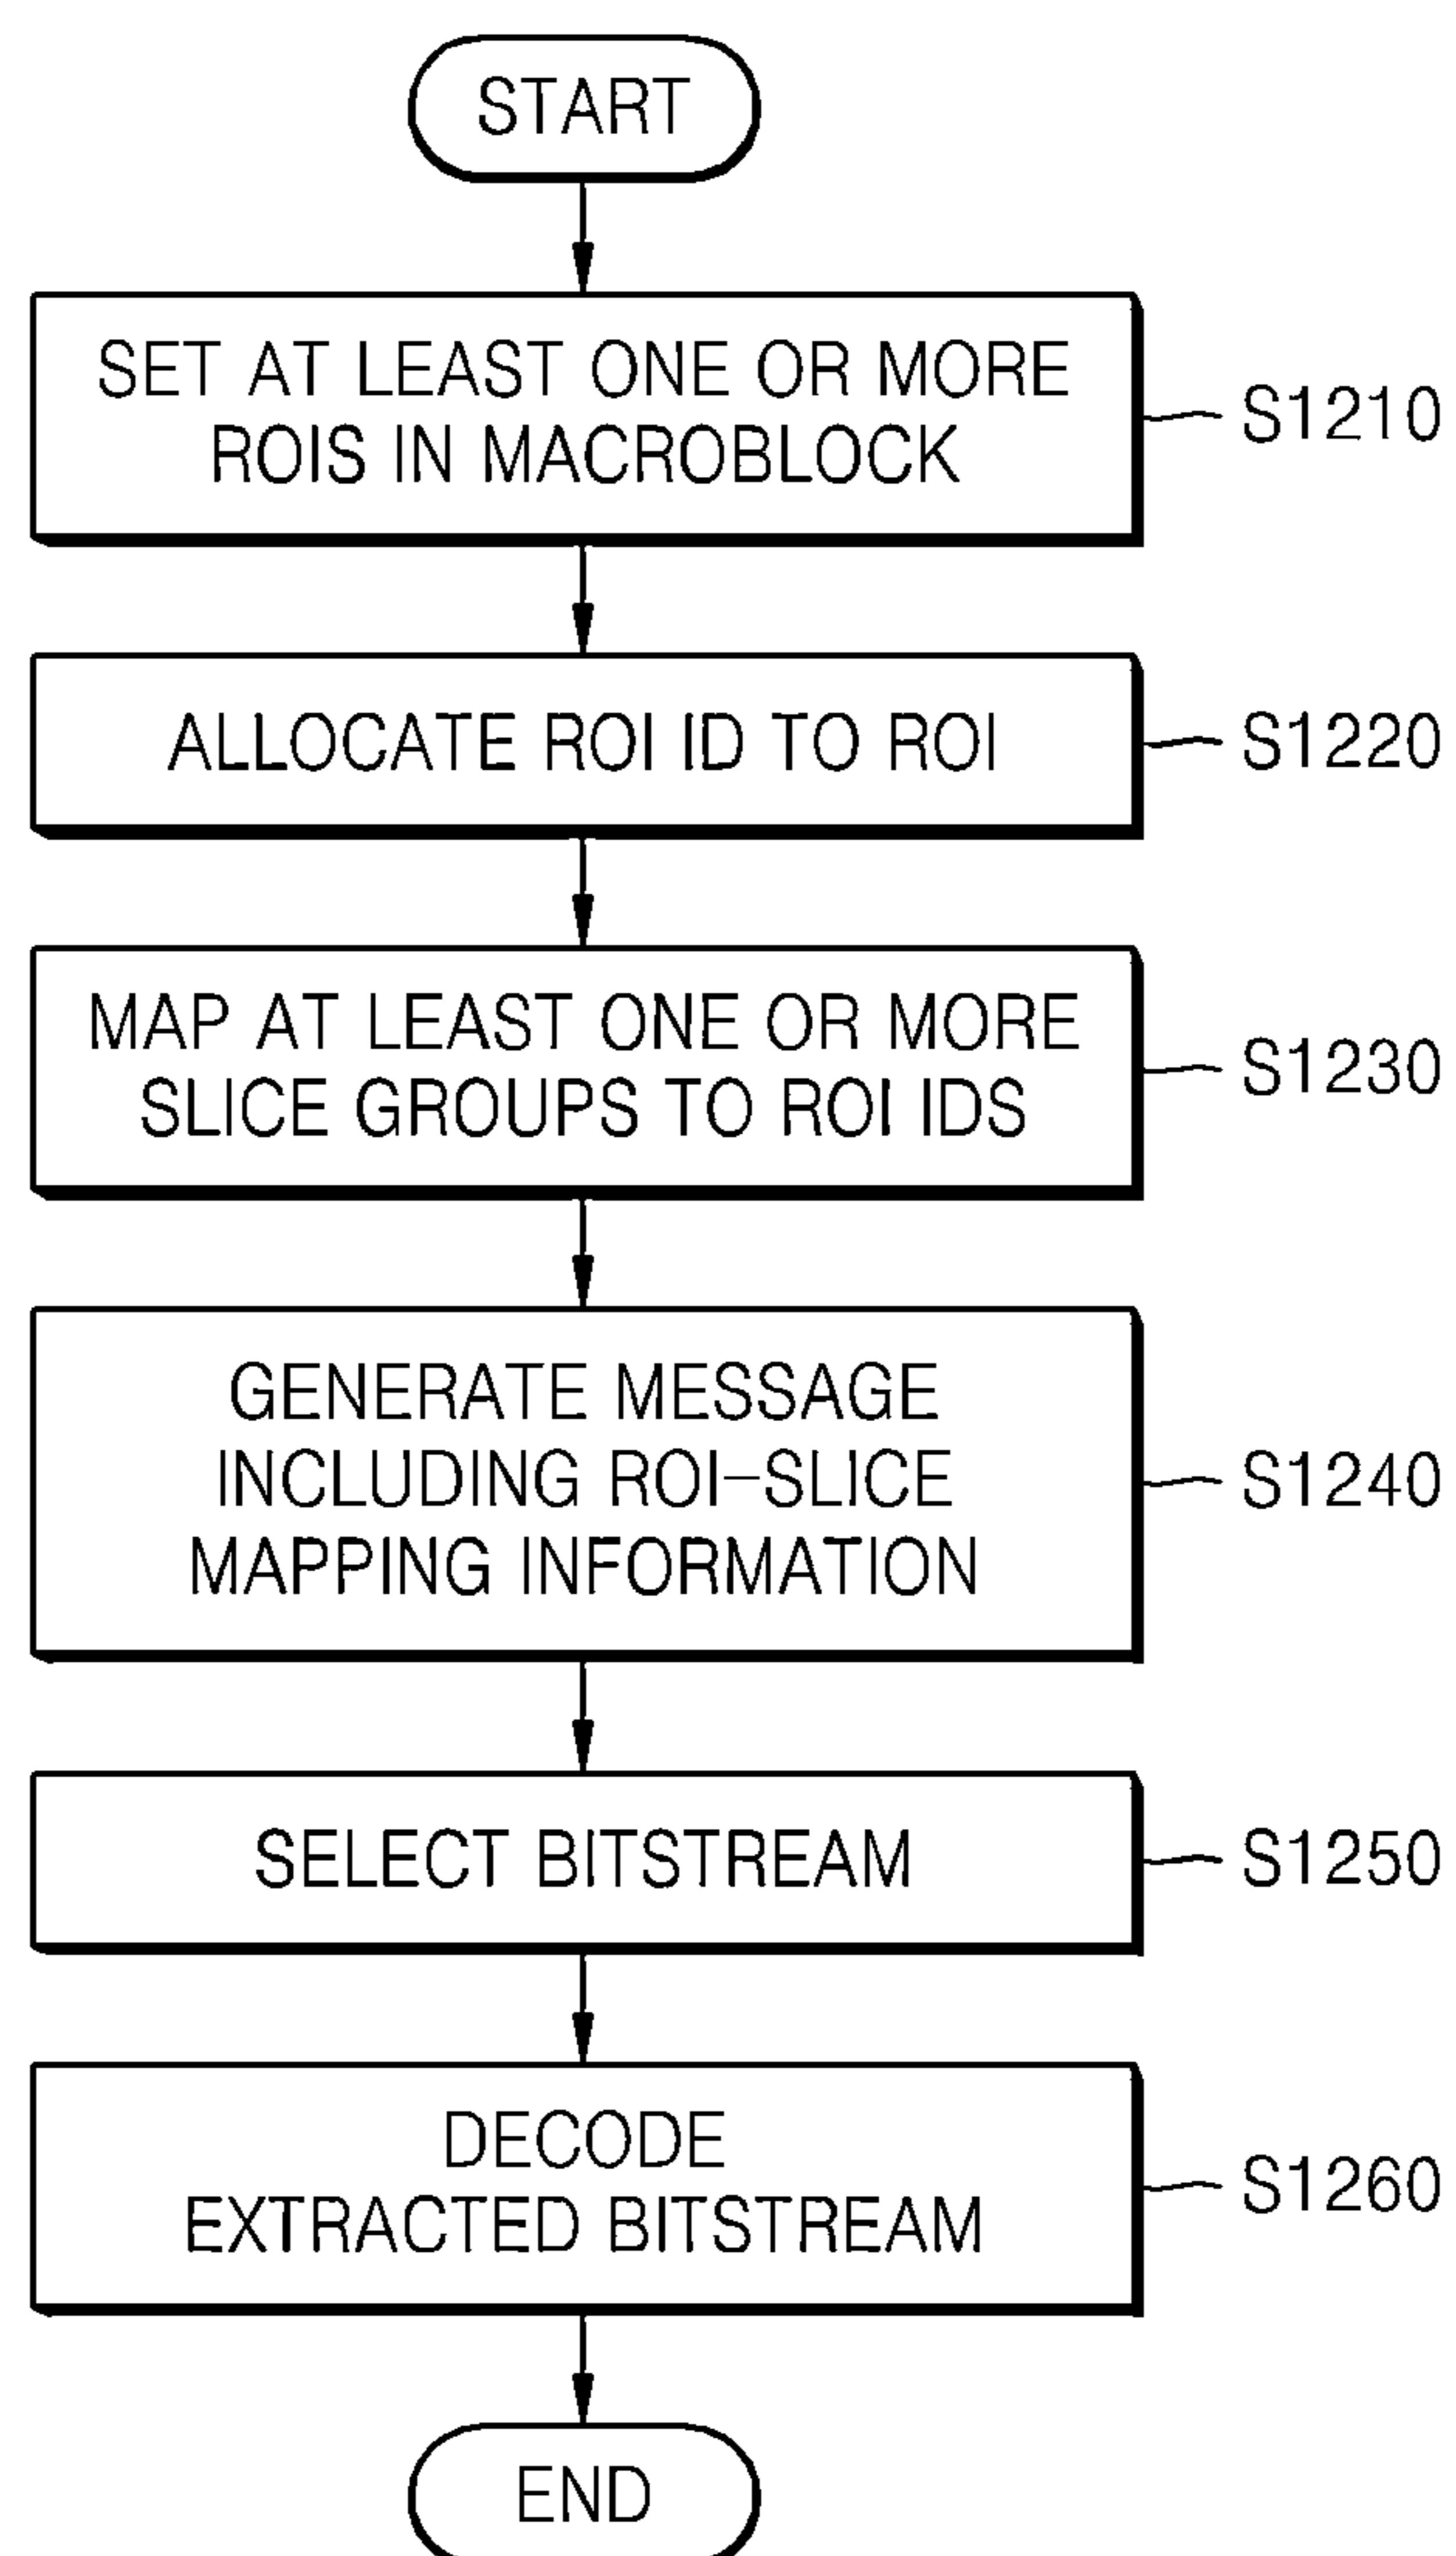 START
SET AT LEAST ONE OR MORE
ROIS IN MACROBLOCK
S1210
ALLOCATE ROI ID TO ROI
S1220
MAP AT LEAST ONE OR MORE
SLICE GROUPS TO ROI IDS
S1230
GENERATE MESSAGE
INCLUDING ROI-SLICE
MAPPING INFORMATION
S1240
SELECT BITSTREAM
S1250
DECODE
EXTRACTED BITSTREAM
S1260
END